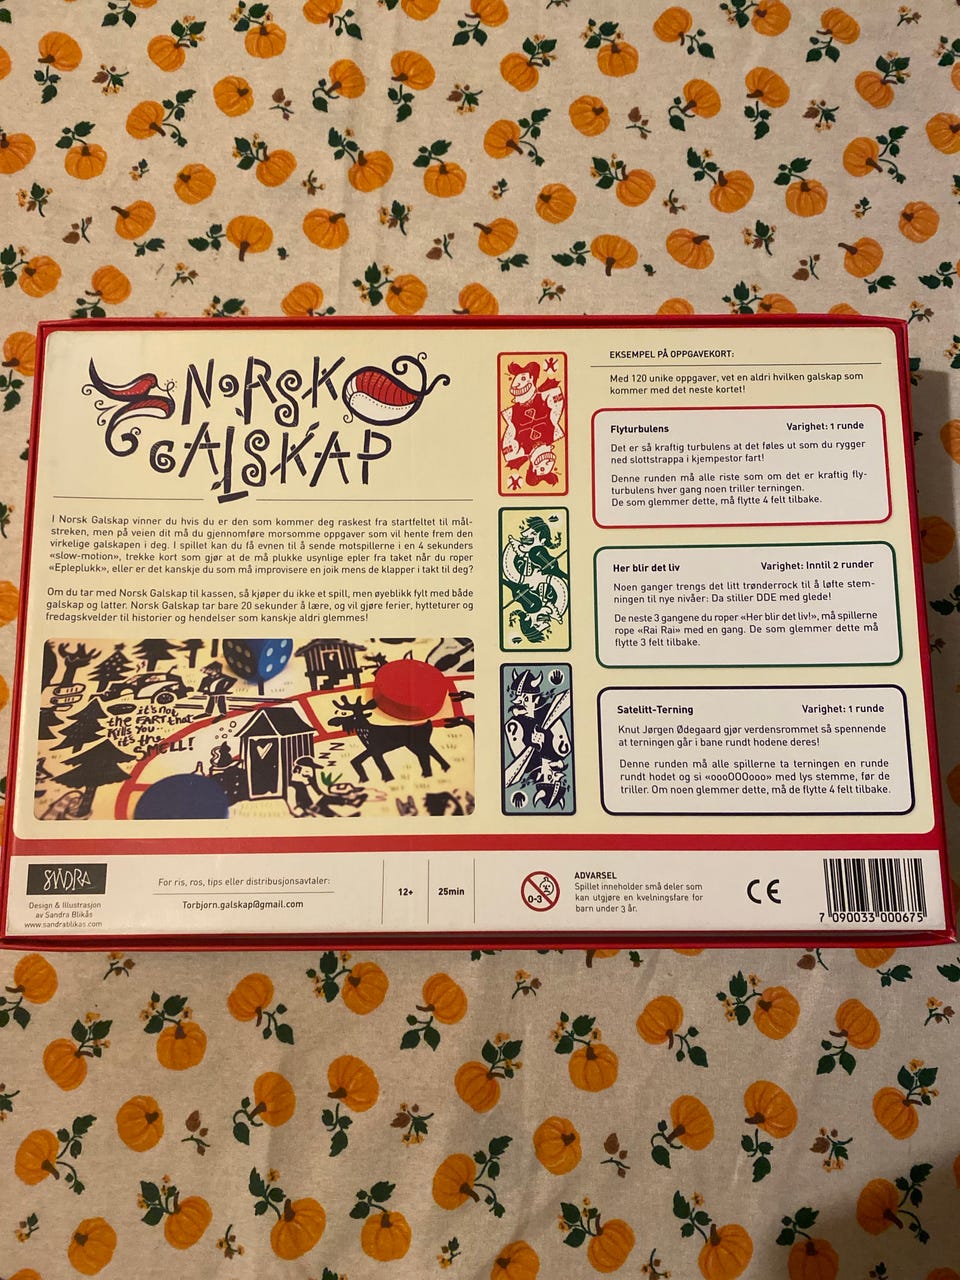 NORSK
GALSKAP
I Norsk Galskap vinner du hvis du er den som kommer deg raskest fra startfeltet til mål-
streken, men på veien dit må du gjennomføre morsomme oppgaver som vil hente frem den
virkelige galskapen i deg. I spillet kan du få evnen til å sende motspillerne i en 4 sekunders
«slow-motion», trekke kort som gjør at de må plukke usynlige epler fra taket når du roper
«Epleplukk», eller er det kanskje du som må improvisere en joik mens de klapper i takt til deg?
Om du tar med Norsk Galskap til kassen, så kjøper du ikke et spill, men øyeblikk fylt med både
galskap og latter. Norsk Galskap tar bare 20 sekunder å lære, og vil gjøre ferier, hytteturer og
fredagskvelder til historier og hendelser som kanskje aldri glemmes!
it's not
the FART that
kills you...
it's the
SMELL!
EKSEMPEL PÅ OPPGAVEKORT:
Med 120 unike oppgaver, vet en aldri hvilken galskap som
kommer med det neste kortet!
Flyturbulens Varighet: 1 runde
Det er så kraftig turbulens at det føles ut som du rygger
ned slottstrappa i kjempestor fart!
Denne runden må alle riste som om det er kraftig fly-
turbulens hver gang noen triller terningen.
De som glemmer dette, må flytte 4 felt tilbake.
Her blir det liv Varighet: Inntil 2 runder
Noen ganger trengs det litt trønderrock til å løfte stem-
ningen til nye nivåer: Da stiller DDE med glede!
De neste 3 gangene du roper «Her blir det liv!», må spillerne
rope «Rai Rai» med en gang. De som glemmer dette må
flytte 3 felt tilbake.
Satelitt-Terning Varighet: 1 runde
Knut Jørgen Ødegaard gjør verdensrommet så spennende
at terningen går i bane rundt hodene deres!
Denne runden må alle spillerne ta terningen en runde
rundt hodet og si «oooOOOooo» med lys stemme, før de
triller. Om noen glemmer dette, må de flytte 4 felt tilbake.
SANDRA
Design & Illustrasjon
av Sandra Blikås
www.sandrablikas.com
For ris, ros, tips eller distribusjonsavtaler:
Torbjorn.galskap@gmail.com
12+
25min
0-3
ADVARSEL
Spillet inneholder små deler som
kan utgjøre en kvelningsfare for
barn under 3 år.
CE
7 090033 000675